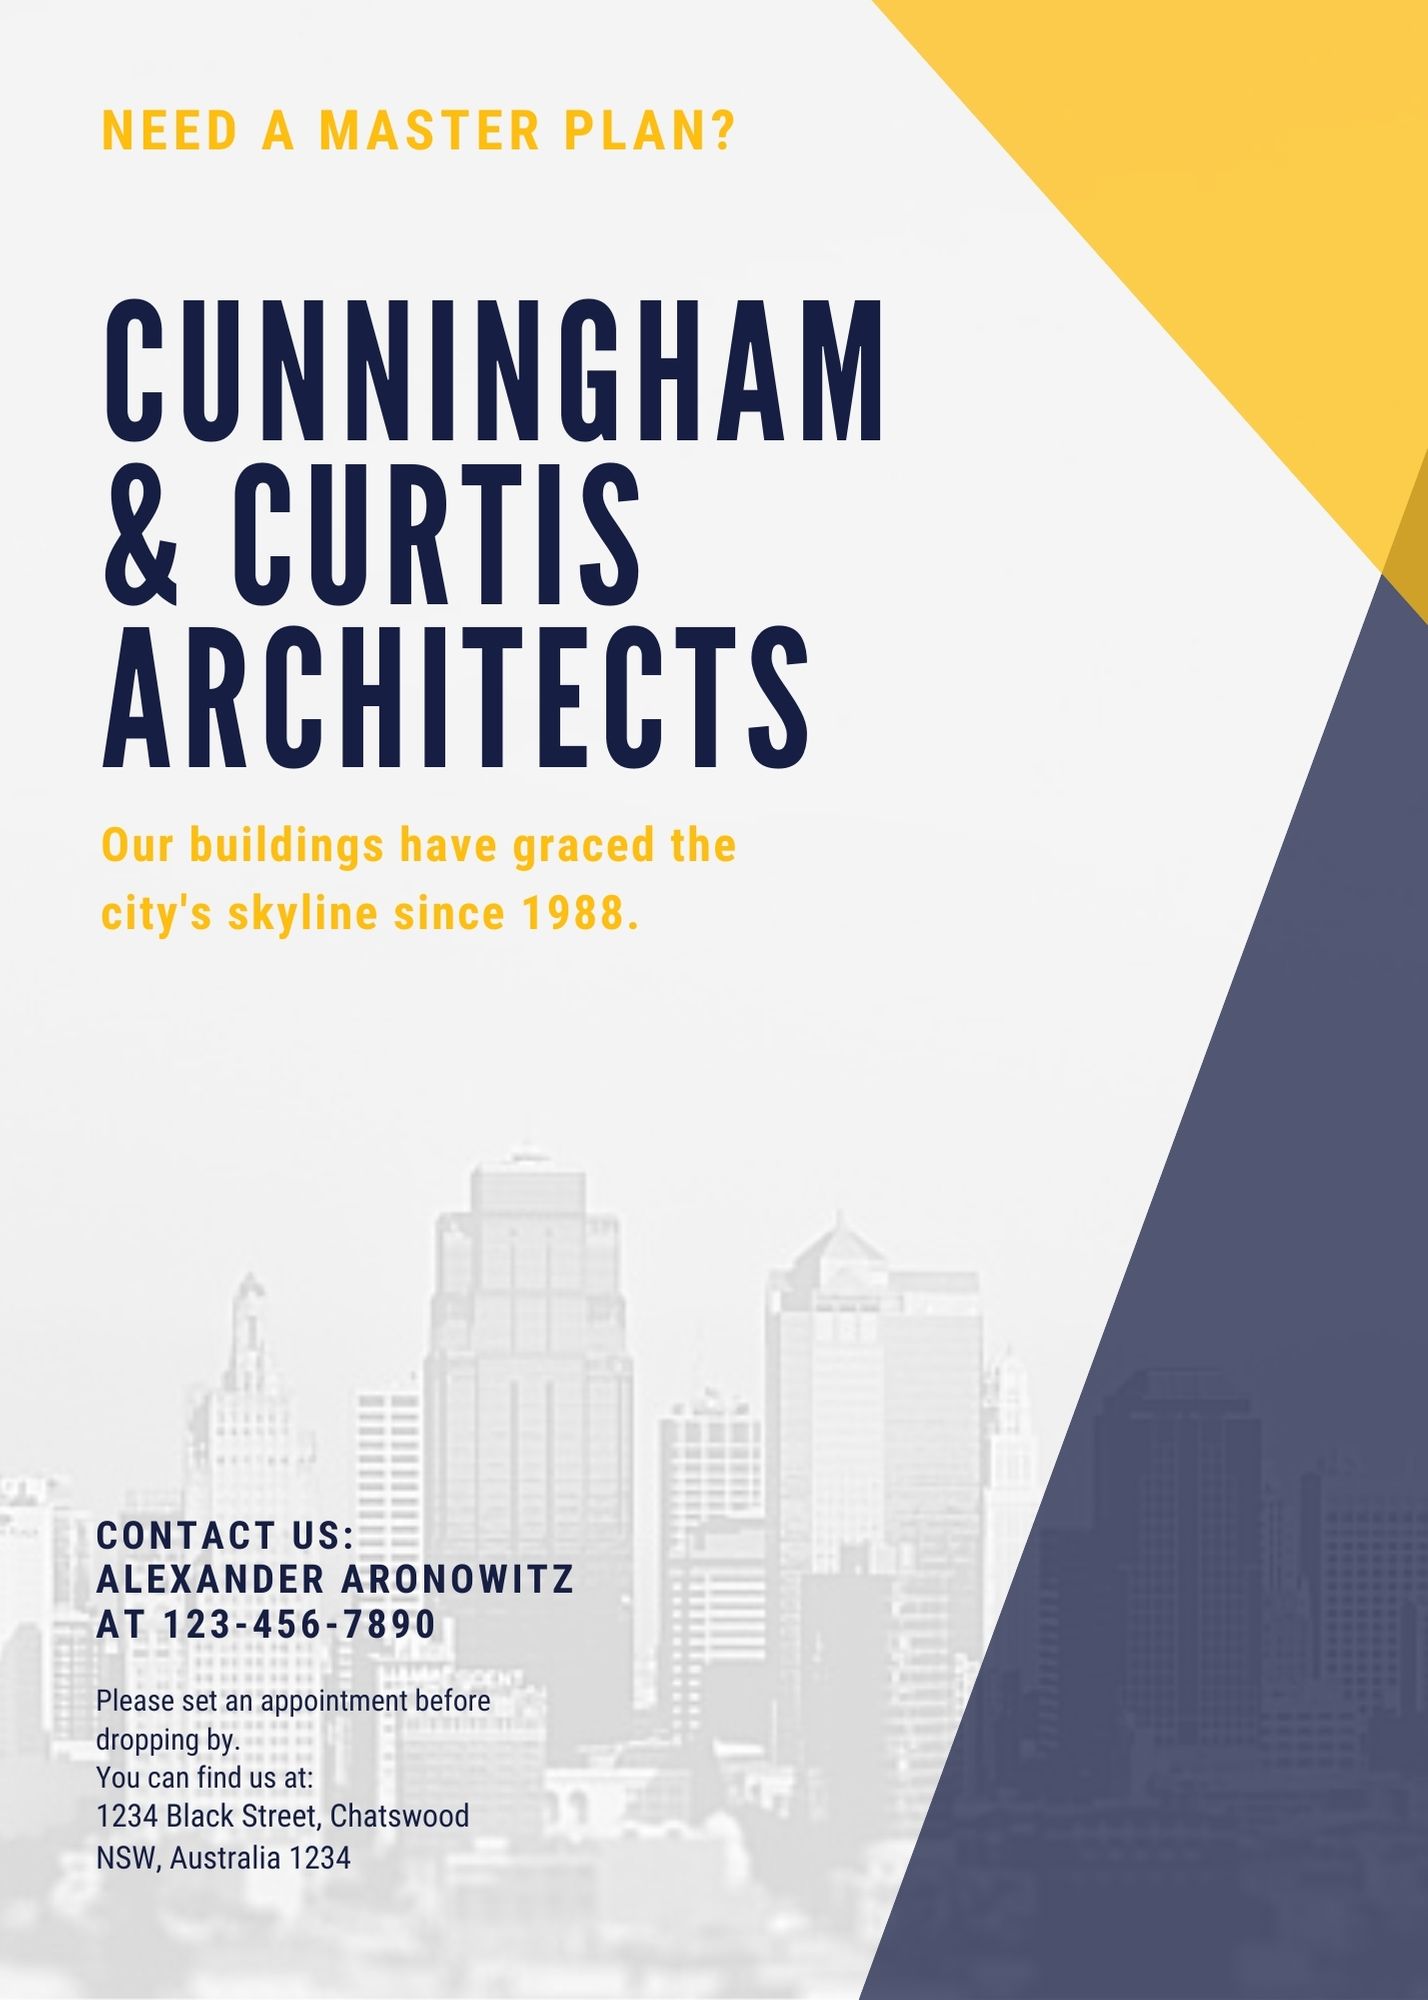 NEED A MASTER PLAN?
CUNNINGHAM
& CURTIS
ARCHITECTS
Our buildings have graced the
city's skyline since 1988.
CONTACT US:
ALEXANDER ARONOWITZ
AT 123-456-7890
Please set an appointment before
dropping by.
You can find us at:
1234 Black Street, Chatswood
NSW, Australia 1234